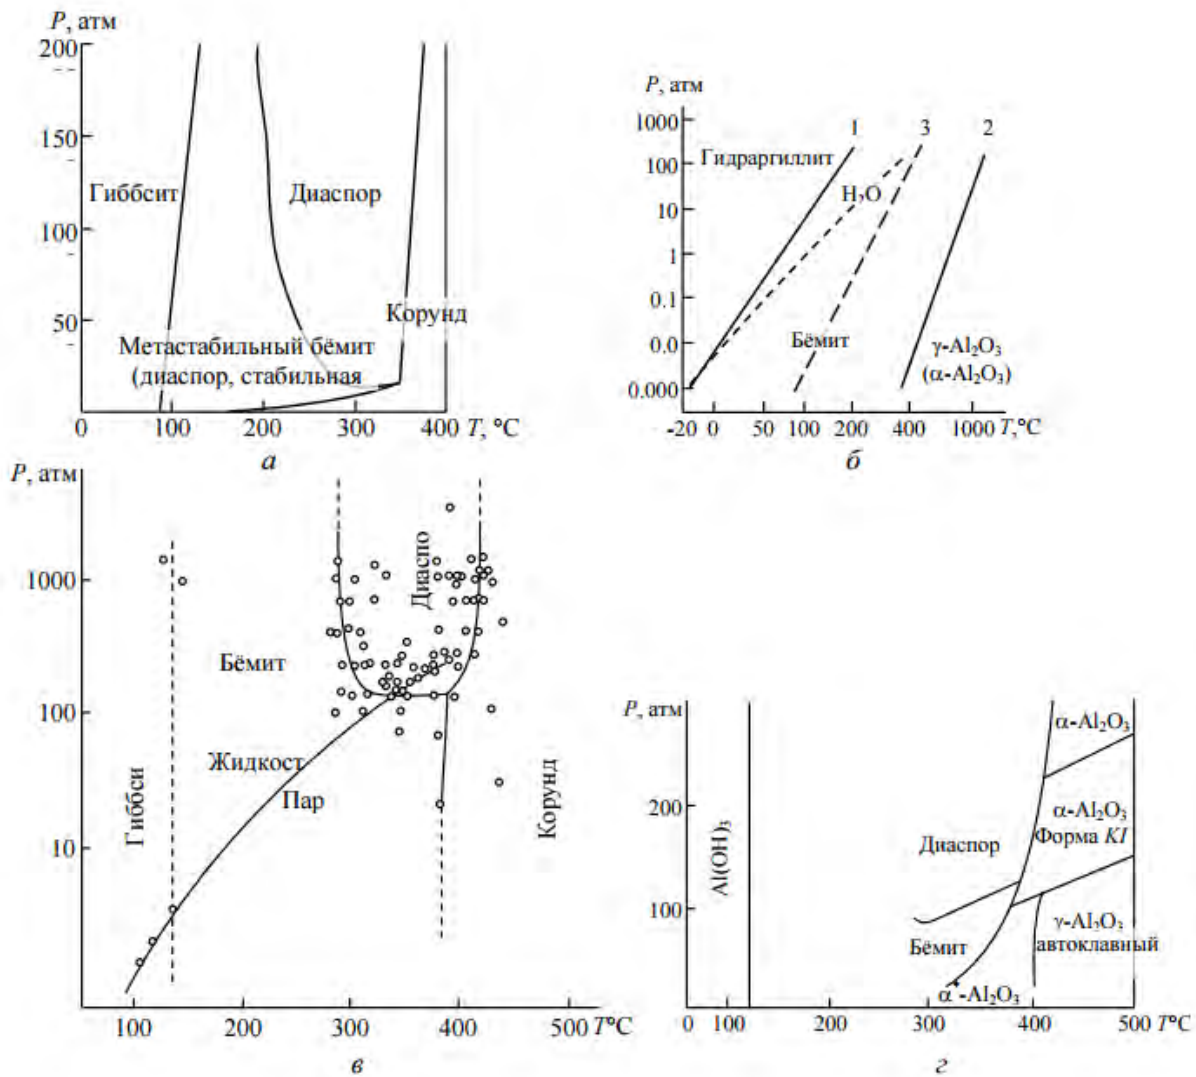 P, атм
200
150
100
50
Гиббсит
Диаспор
Корунд
Метастабильный бёмит
(диаспор, стабильная
0
100
200
300
400 T, °C
а
P, атм
1000
100
10
1
0.1
0.0
0.000
1
3
2
Гидраргиллит
H2O
Бёмит
γ-Al2O3
(α-Al2O3)
-20
0
50
100
200
400
1000 T,°C
б
P, атм
1000
100
10
Диаспо
Бёмит
Жидкост
Пар
Гиббси
Корунд
100
200
300
400
500 T°C
в
P, атм
200
100
Al(OH)3
α-Al2O3
α-Al2O3
Форма KI
Диаспор
γ-Al2O3
автоклавный
Бёмит
α*-Al2O3
0
100
200
300
400
500 T°C
г